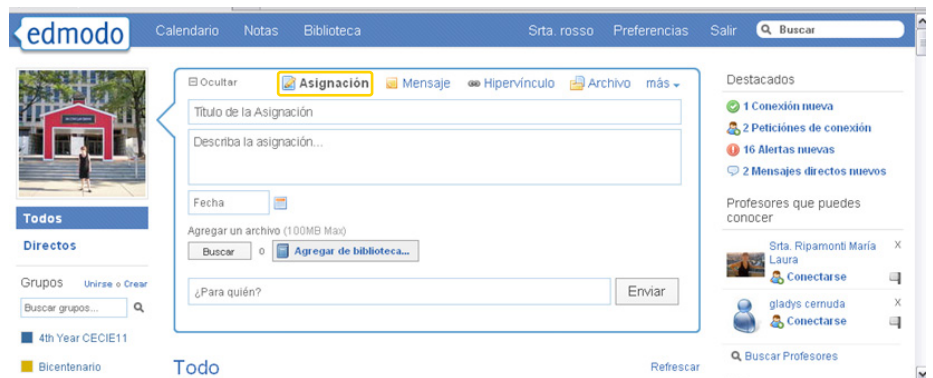 edmodo
Calendario Notas Biblioteca Srta. rosso Preferencias Salir Buscar
Ocultar Asignación Mensaje Hipervínculo Archivo más
Título de la Asignación
Describa la asignación...
Fecha
Agregar un archivo (100MB Max)
Buscar o Agregar de biblioteca...
¿Para quién? Enviar
Todos
Directos
Grupos Unirse o Crear
Buscar grupos...
4th Year CECIE11
Bicentenario
Todo Refrescar
Destacados
1 Conexión nueva
2 Peticiónes de conexión
16 Alertas nuevas
2 Mensajes directos nuevos
Profesores que puedes
conocer
Srta. Ripamonti María X
Laura
Conectarse
gladys cernuda X
Conectarse
Buscar Profesores